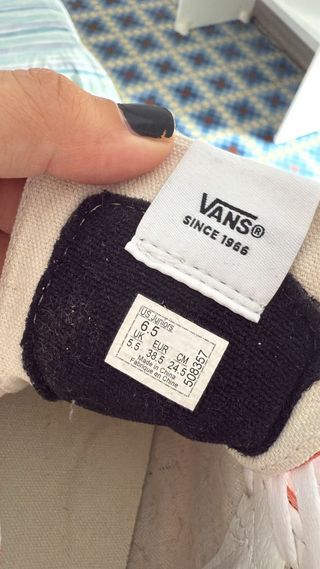 VANS®
SINCE 1966
US Juniors
6.5
UK EUR CM
5.5 38.5 24.5
Made in China
Fabriqué en Chine
508357